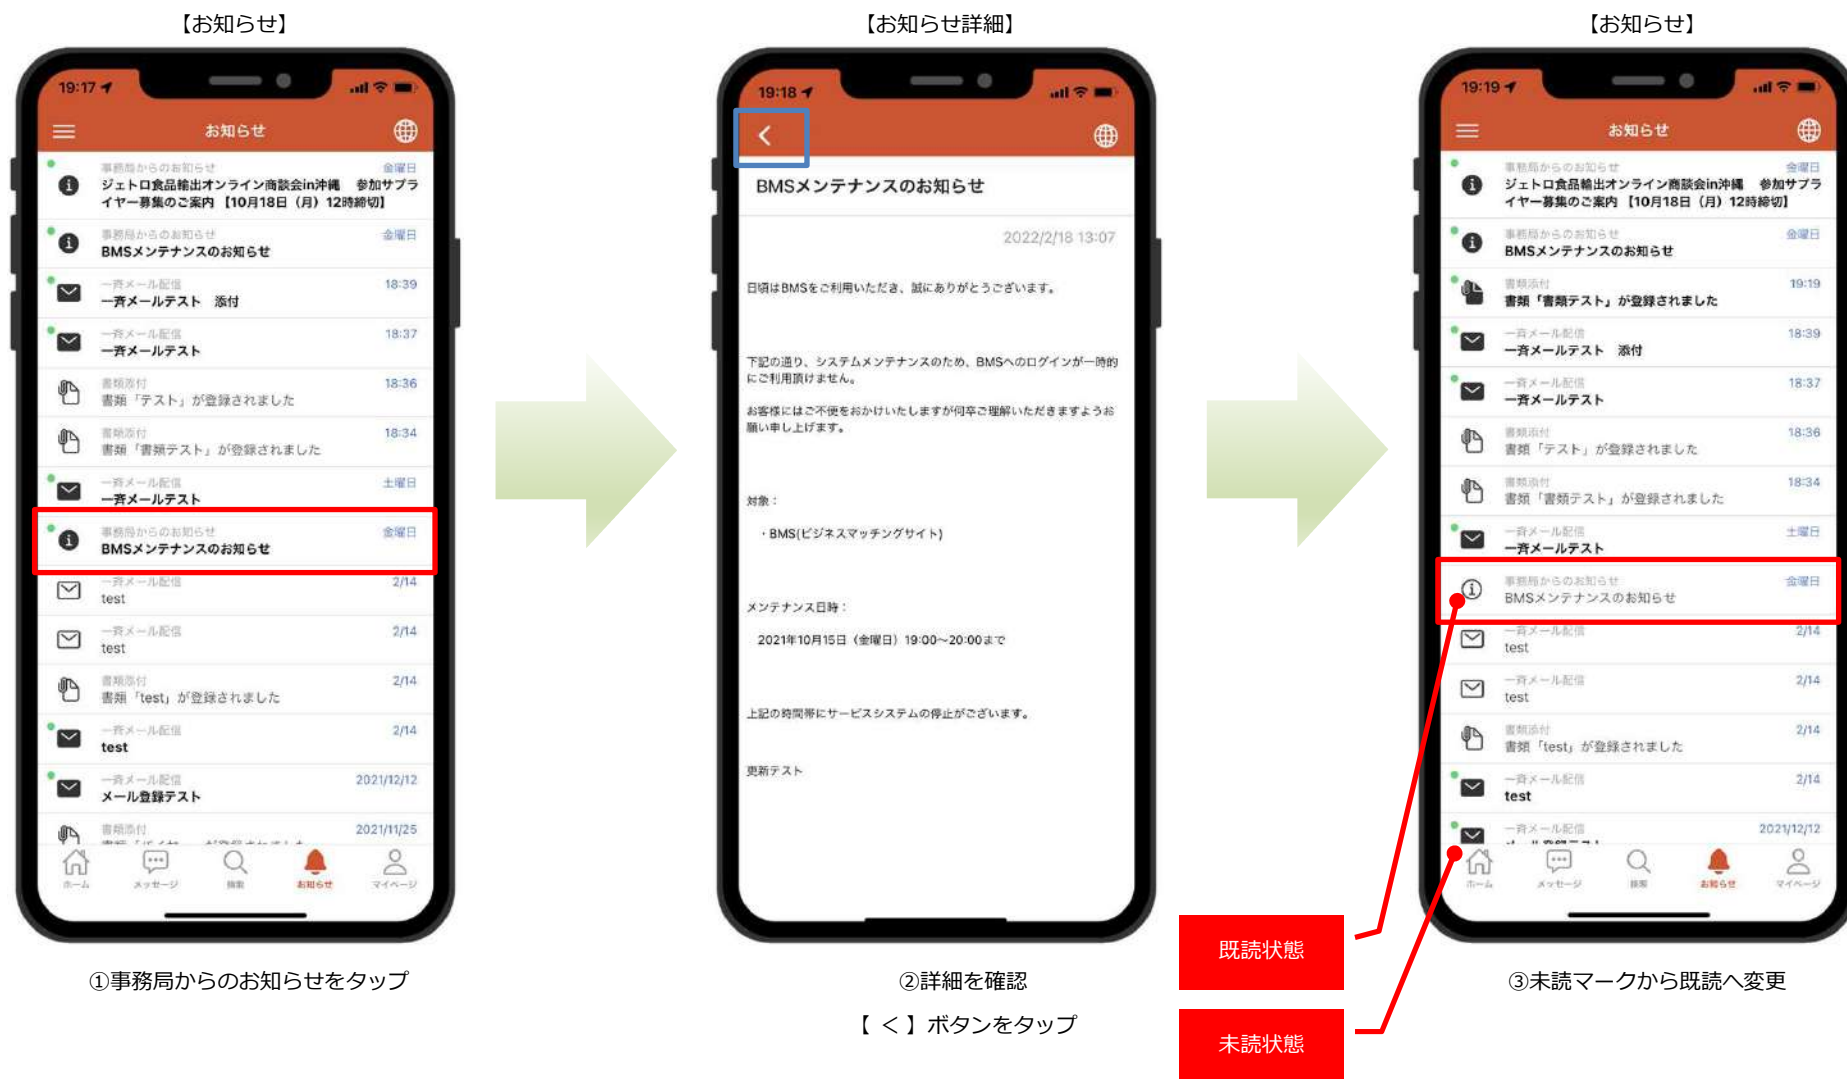 【お知らせ】
19:17
お知らせ
事務局からのお知らせ
金曜日
ジェトロ食品輸出オンライン商談会in沖縄 参加サプラ
イヤー募集のご案内 【10月18日（月）12時締切】
事務局からのお知らせ
金曜日
BMSメンテナンスのお知らせ
一斉メール配信
18:39
一斉メールテスト 添付
一斉メール配信
18:37
一斉メールテスト
書類添付
18:36
書類「テスト」が登録されました
書類添付
18:34
書類「書類テスト」が登録されました
一斉メール配信
土曜日
一斉メールテスト
事務局からのお知らせ
金曜日
BMSメンテナンスのお知らせ
一斉メール配信
2/14
test
一斉メール配信
2/14
test
書類添付
2/14
書類「test」が登録されました
一斉メール配信
2/14
test
一斉メール配信
2021/12/12
メール登録テスト
書類添付
2021/11/25
ホーム
メッセージ
検索
お知らせ
マイページ
①事務局からのお知らせをタップ
【お知らせ詳細】
19:18
BMSメンテナンスのお知らせ
2022/2/18 13:07
日頃はBMSをご利用いただき、誠にありがとうございます。
下記の通り、システムメンテナンスのため、BMSへのログインが一時的
にご利用頂けません。
お客様にはご不便をおかけいたしますが何卒ご理解いただきますようお
願い申し上げます。
対象：
・BMS(ビジネスマッチングサイト)
メンテナンス日時：
2021年10月15日（金曜日）19:00～20:00まで
上記の時間帯にサービスシステムの停止がございます。
更新テスト
②詳細を確認
【 ＜ 】ボタンをタップ
【お知らせ】
19:19
お知らせ
事務局からのお知らせ
金曜日
ジェトロ食品輸出オンライン商談会in沖縄 参加サプラ
イヤー募集のご案内 【10月18日（月）12時締切】
事務局からのお知らせ
金曜日
BMSメンテナンスのお知らせ
書類添付
19:19
書類「書類テスト」が登録されました
一斉メール配信
18:39
一斉メールテスト 添付
一斉メール配信
18:37
一斉メールテスト
書類添付
18:36
書類「テスト」が登録されました
書類添付
18:34
書類「書類テスト」が登録されました
一斉メール配信
土曜日
一斉メールテスト
事務局からのお知らせ
金曜日
BMSメンテナンスのお知らせ
一斉メール配信
2/14
test
一斉メール配信
2/14
test
書類添付
2/14
書類「test」が登録されました
一斉メール配信
2/14
test
一斉メール配信
2021/12/12
メール登録テスト
ホーム
メッセージ
検索
お知らせ
マイページ
既読状態
未読状態
③未読マークから既読へ変更